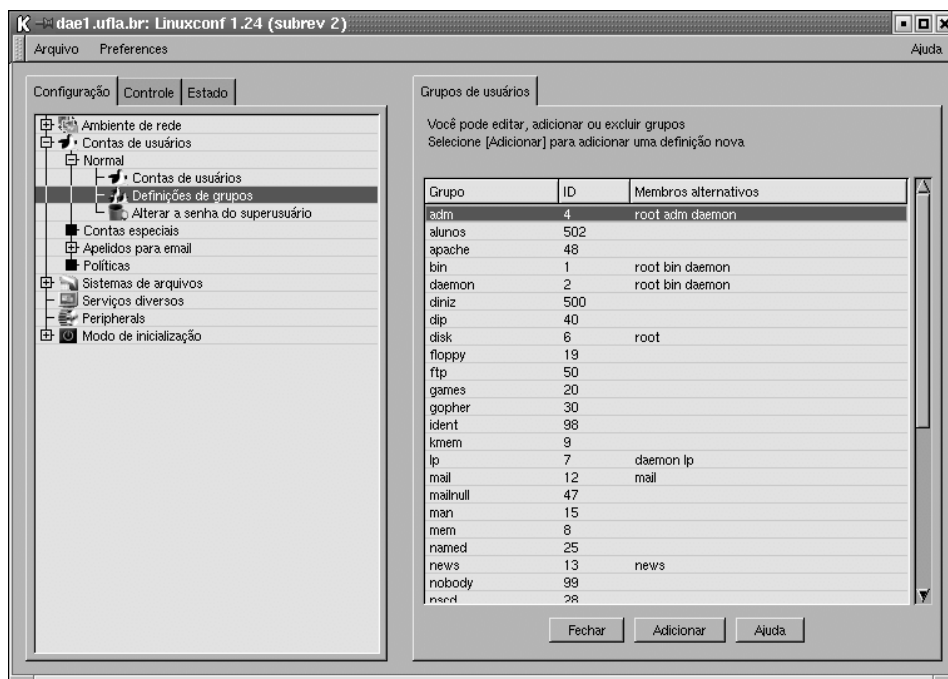 dae1.ufla.br: Linuxconf 1.24 (subrev 2)
Arquivo Preferences Ajuda
Configuração Controle Estado
Ambiente de rede
Contas de usuários
Normal
Contas de usuários
Definições de grupos
Alterar a senha do superusuário
Contas especiais
Apelidos para email
Políticas
Sistemas de arquivos
Serviços diversos
Peripherals
Modo de inicialização
Grupos de usuários
Você pode editar, adicionar ou excluir grupos
Selecione [Adicionar] para adicionar uma definição nova
Grupo ID Membros alternativos
adm 4 root adm daemon
alunos 502
apache 48
bin 1 root bin daemon
daemon 2 root bin daemon
diniz 500
dip 40
disk 6 root
floppy 19
ftp 50
games 20
gopher 30
ident 98
kmem 9
lp 7 daemon lp
mail 12 mail
mailnull 47
man 15
mem 8
named 25
news 13 news
nobody 99
nscd 28
Fechar Adicionar Ajuda